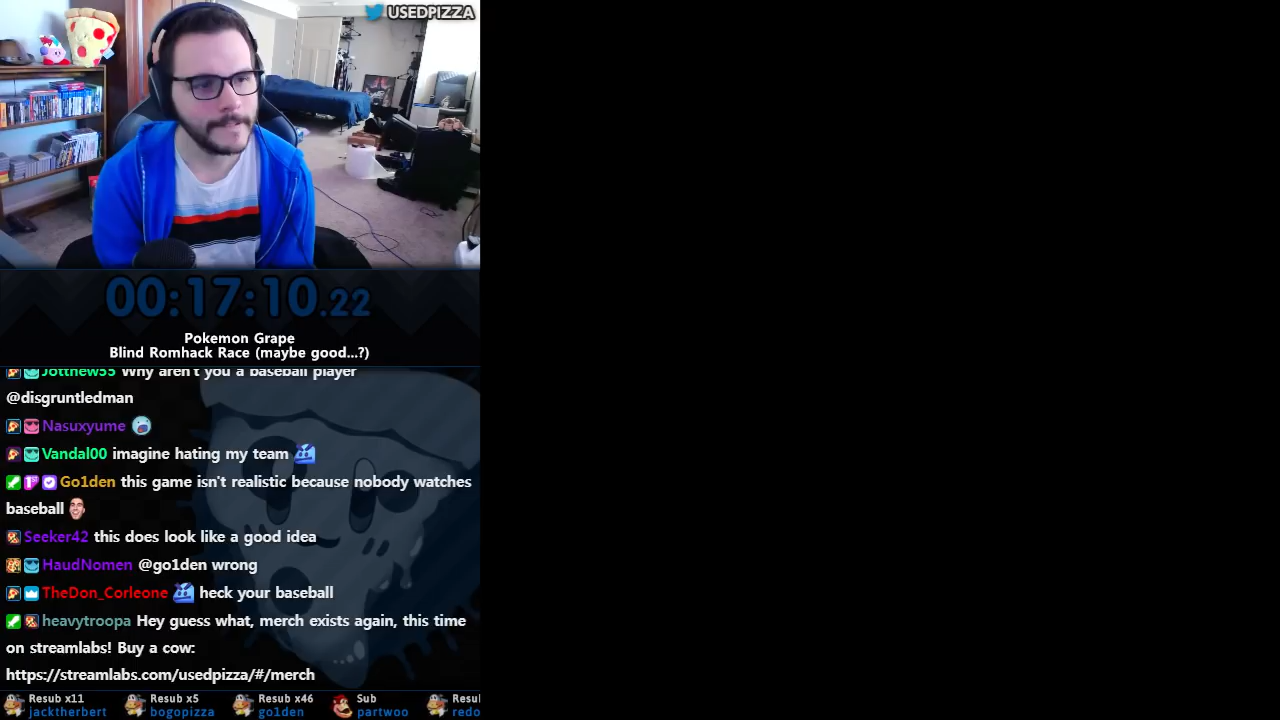 USEDPIZZA
00:17:10.22
Pokemon Grape
Blind Romhack Race (maybe good...?)
Jotthew55 Why aren't you a baseball player
@disgruntledman
Nasuxyume
Vandal00 imagine hating my team
Go1den this game isn't realistic because nobody watches
baseball
Seeker42 this does look like a good idea
HaudNomen @go1den wrong
TheDon_Corleone heck your baseball
heavytroopa Hey guess what, merch exists again, this time
on streamlabs! Buy a cow:
https://streamlabs.com/usedpizza/#/merch
Resub x11 Resub x5 Resub x46 Sub Resu
jacktherbert bogopizza go1den partwoo redo